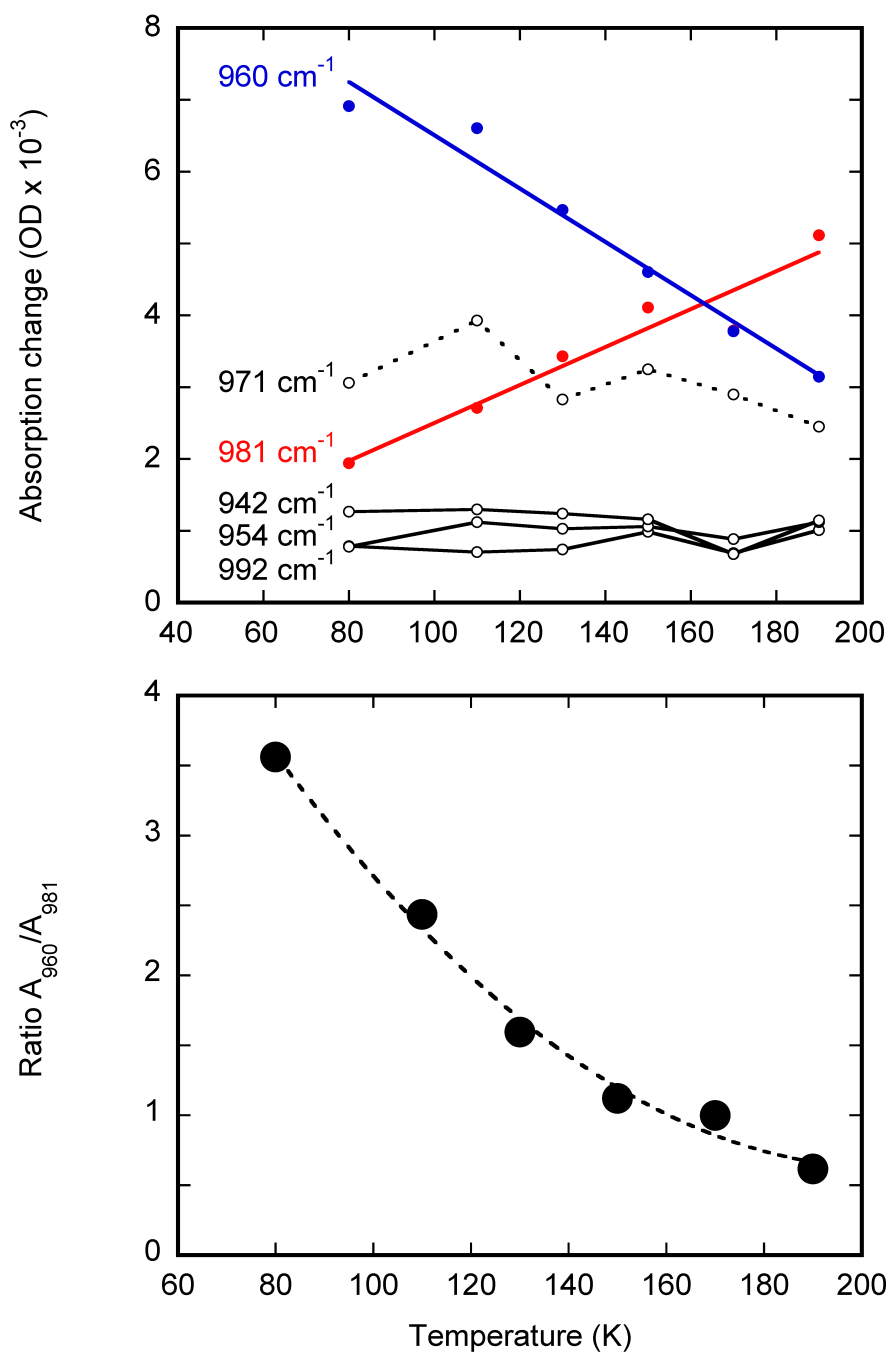 8
960 cm⁻¹
6
Absorption change (OD x 10⁻³)
4
971 cm⁻¹
981 cm⁻¹
2
942 cm⁻¹
954 cm⁻¹
992 cm⁻¹
0
40 60 80 100 120 140 160 180 200
4
3
Ratio A₉₆₀/A₉₈₁
2
1
0
60 80 100 120 140 160 180 200
Temperature (K)